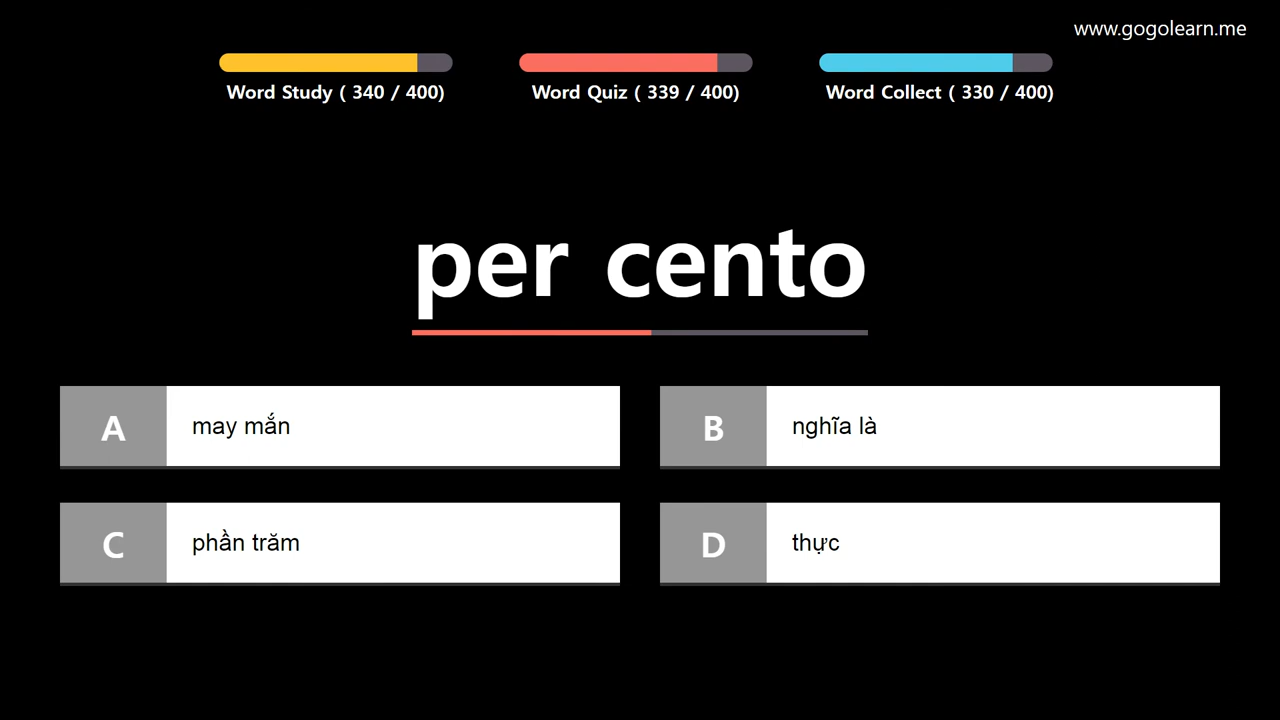 www.gogolearn.me
Word Study ( 340 / 400)
Word Quiz ( 339 / 400)
Word Collect ( 330 / 400)
per cento
A
may mắn
B
nghĩa là
C
phần trăm
D
thực